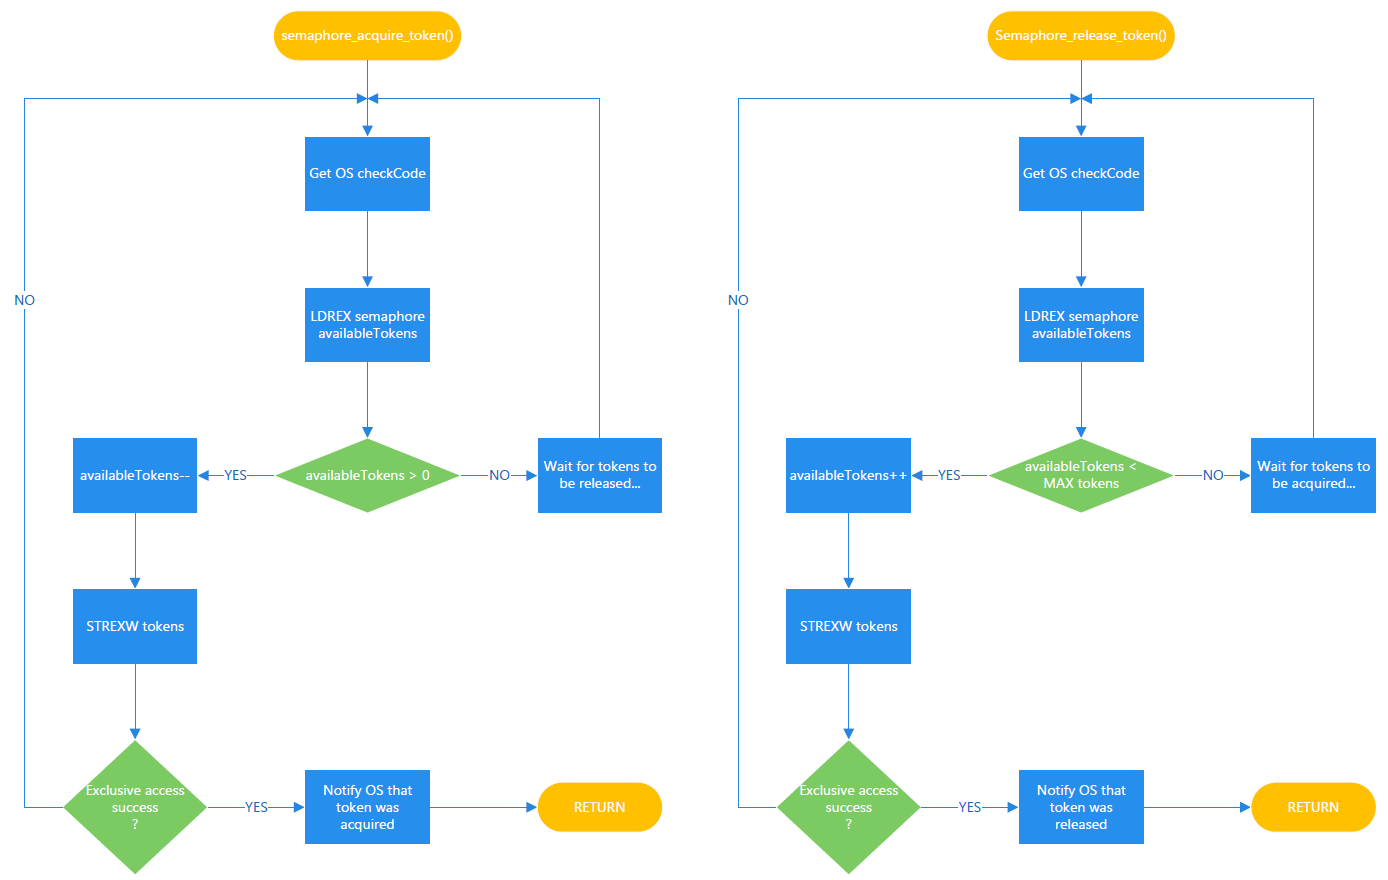 semaphore_acquire_token()
Get OS checkCode
NO
LDREX semaphore
availableTokens
availableTokens--
YES
availableTokens > 0
NO
Wait for tokens to
be released...
STREXW tokens
Exclusive access
success
?
YES
Notify OS that
token was
acquired
RETURN
Semaphore_release_token()
Get OS checkCode
NO
LDREX semaphore
availableTokens
availableTokens++
YES
availableTokens <
MAX tokens
NO
Wait for tokens to
be acquired...
STREXW tokens
Exclusive access
success
?
YES
Notify OS that
token was
released
RETURN